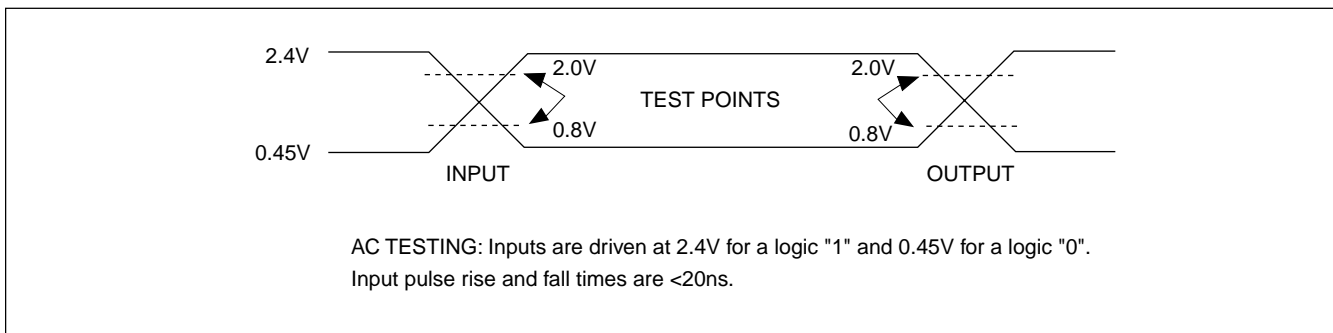 2.4V
2.0V
2.0V
TEST POINTS
0.8V
0.8V
0.45V
INPUT
OUTPUT
AC TESTING: Inputs are driven at 2.4V for a logic "1" and 0.45V for a logic "0".
Input pulse rise and fall times are <20ns.